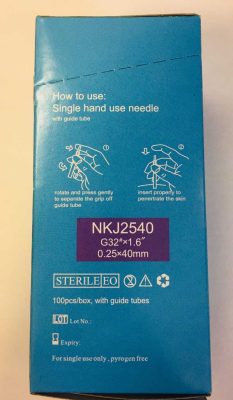 How to use:
Single hand use needle
with guide tube
rotate and press gently
to separate the grip off
guide tube
insert properly to
penertrate the skin
NKJ2540
G32#×1.6"
0.25×40mm
STERILE EO
100pcs/box, with guide tubes
LOT Lot No.:
Expiry:
For single use only, pyrogen free